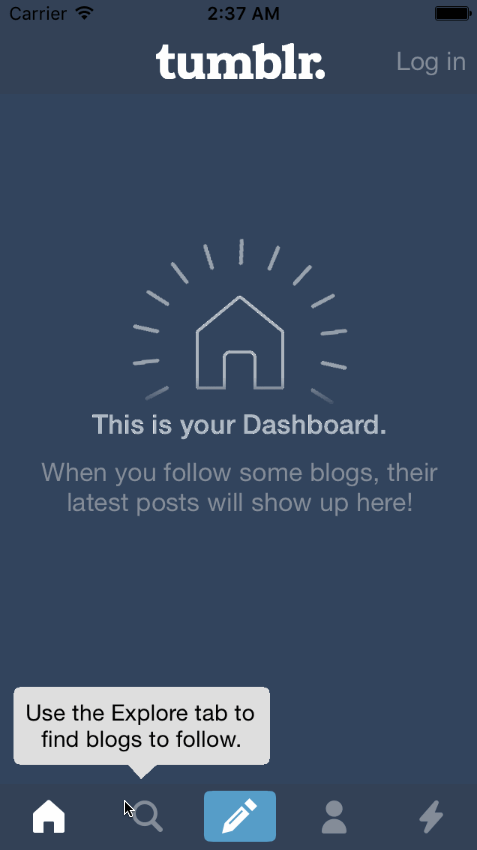 Carrier 2:37 AM
tumblr. Log in
This is your Dashboard.
When you follow some blogs, their
latest posts will show up here!
Use the Explore tab to
find blogs to follow.